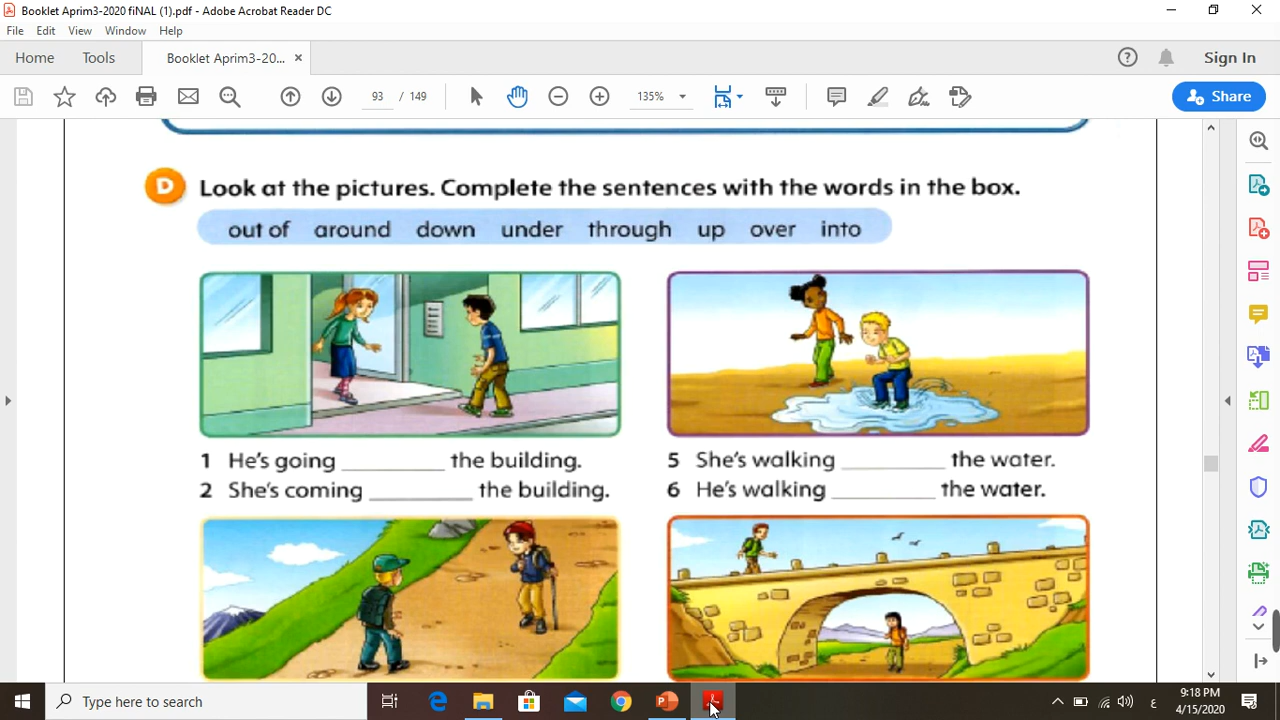 Booklet Aprim3-2020 fiNAL (1).pdf - Adobe Acrobat Reader DC
File Edit View Window Help
Home Tools Booklet Aprim3-20... × Sign In
93 / 149 135% Share
D Look at the pictures. Complete the sentences with the words in the box.
out of around down under through up over into
1 He's going _________ the building.
2 She's coming _________ the building.
5 She's walking _________ the water.
6 He's walking _________ the water.
Type here to search
ع 9:18 PM
4/15/2020